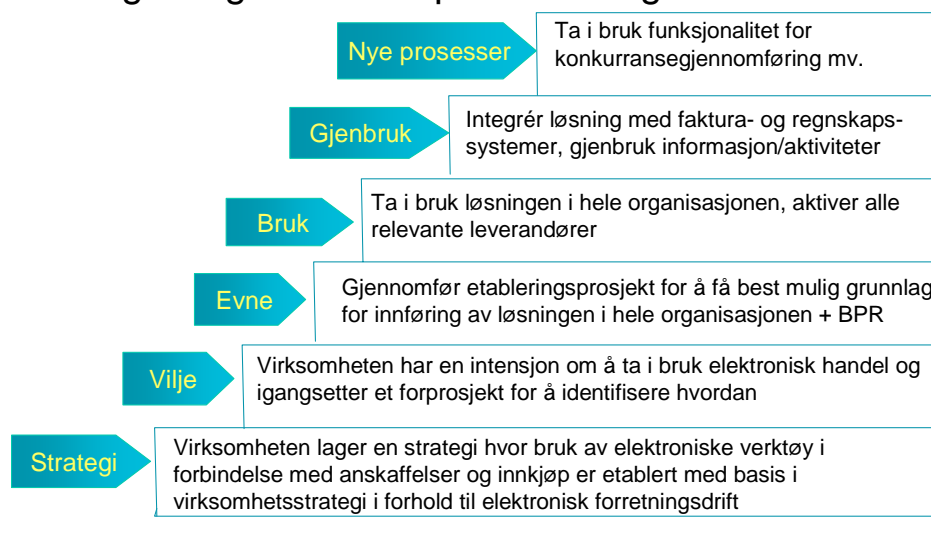 Nye prosesser
Ta i bruk funksjonalitet for
konkurransegjennomføring mv.
Gjenbruk
Integrér løsning med faktura- og regnskaps-
systemer, gjenbruk informasjon/aktiviteter
Bruk
Ta i bruk løsningen i hele organisasjonen, aktiver alle
relevante leverandører
Evne
Gjennomfør etableringsprosjekt for å få best mulig grunnlag
for innføring av løsningen i hele organisasjonen + BPR
Vilje
Virksomheten har en intensjon om å ta i bruk elektronisk handel og
igangsetter et forprosjekt for å identifisere hvordan
Strategi
Virksomheten lager en strategi hvor bruk av elektroniske verktøy i
forbindelse med anskaffelser og innkjøp er etablert med basis i
virksomhetsstrategi i forhold til elektronisk forretningsdrift